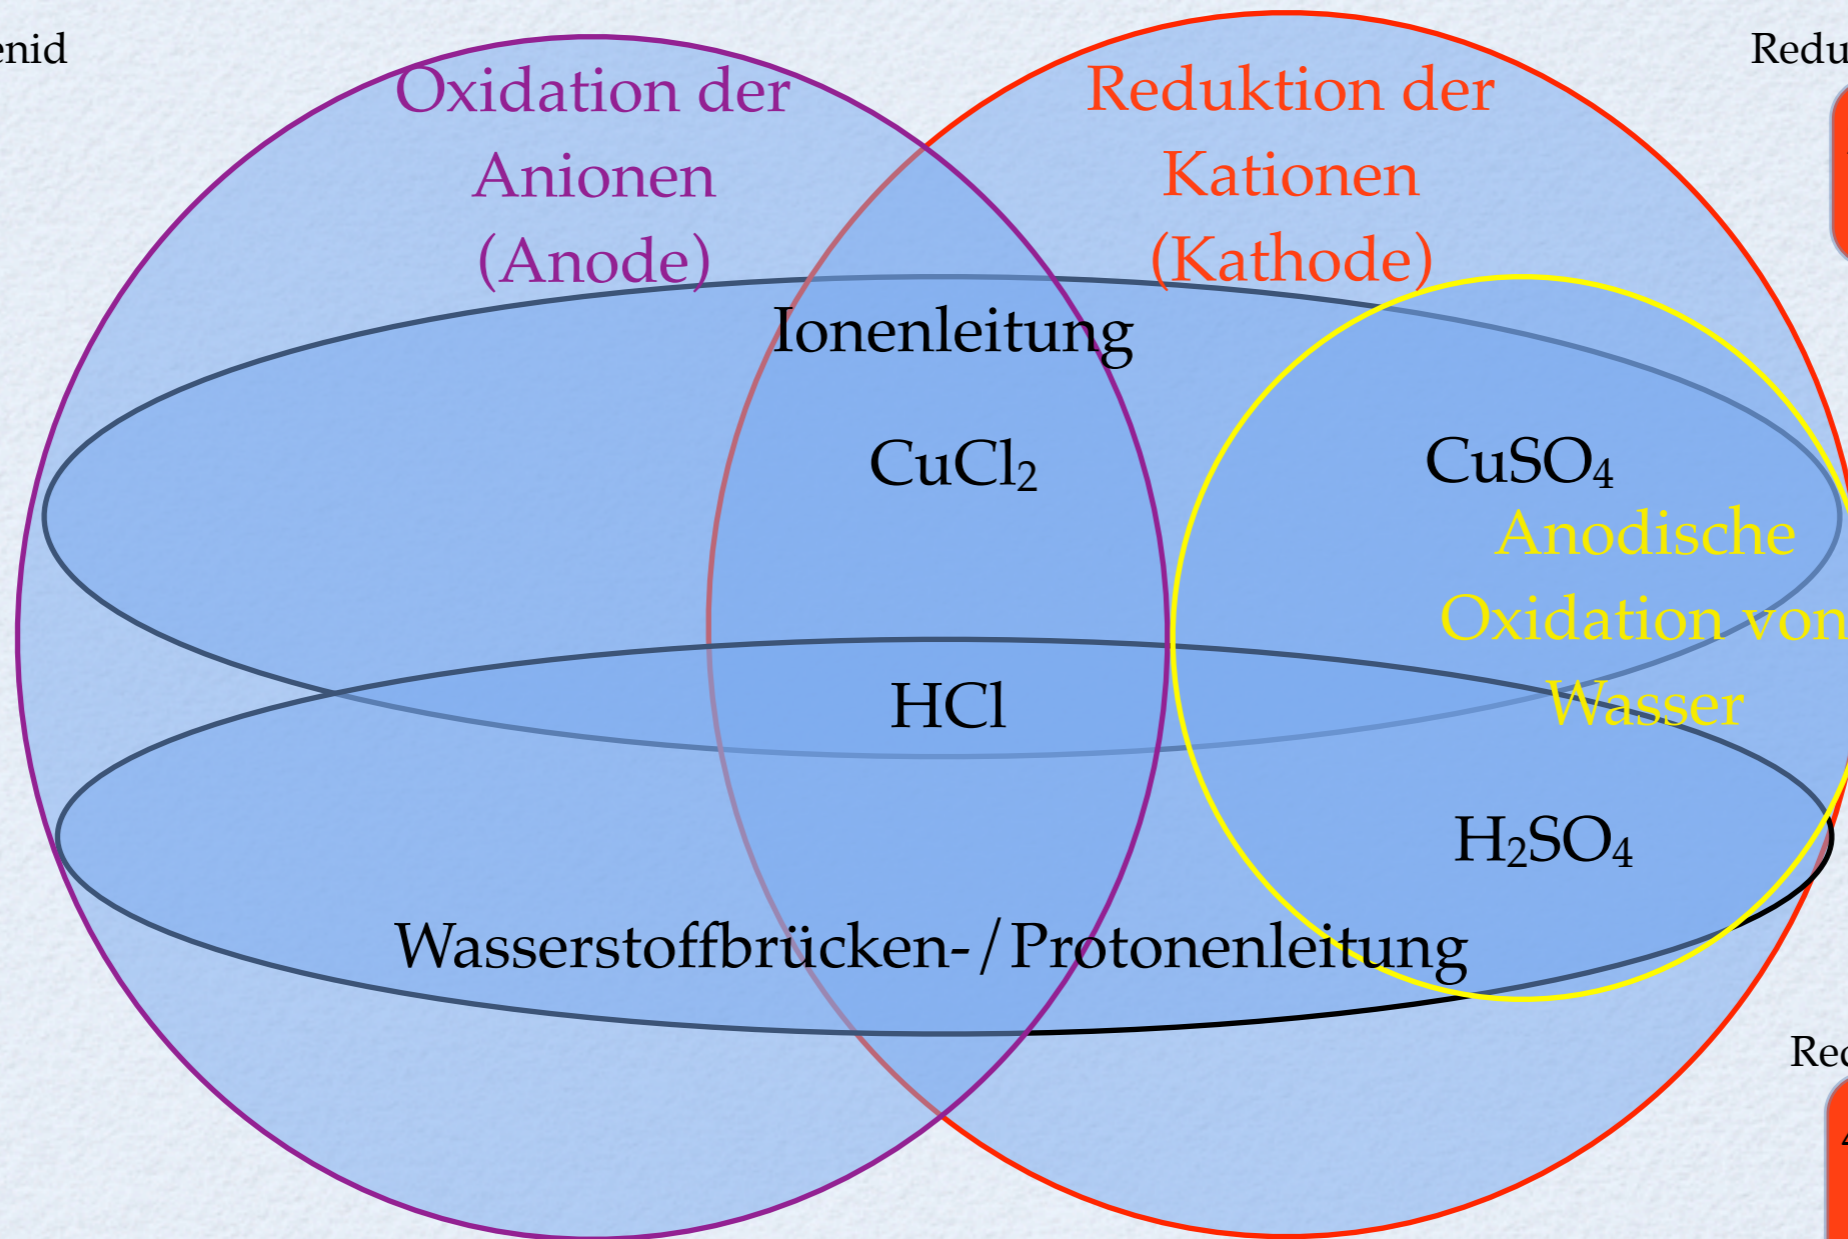 enid
Redu
Oxidation der
Anionen
(Anode)
Reduktion der
Kationen
(Kathode)
Ionenleitung
CuCl₂
CuSO₄
Anodische
Oxidation von
Wasser
HCl
H₂SO₄
Wasserstoffbrücken-/Protonenleitung